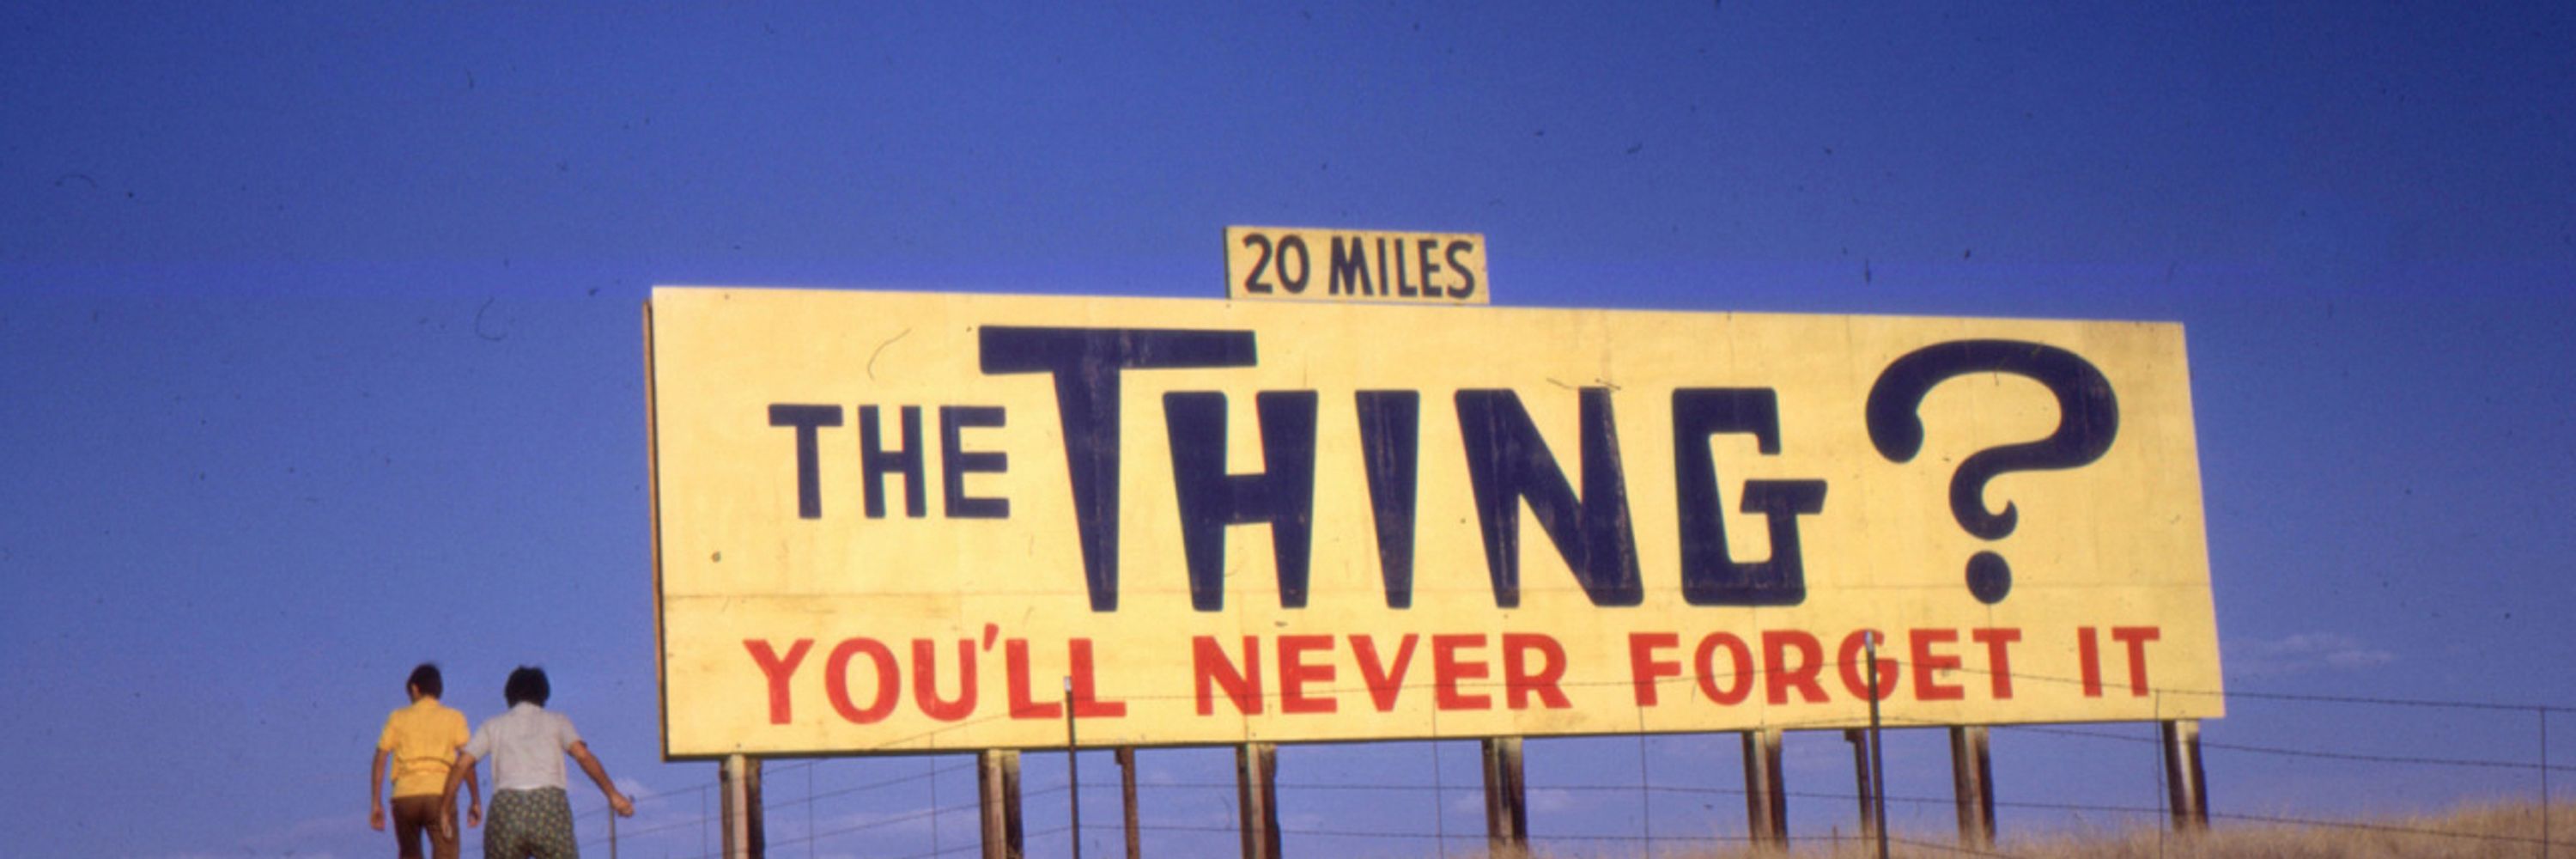 20 MILES
THE THING?
YOU'LL NEVER FORGET IT